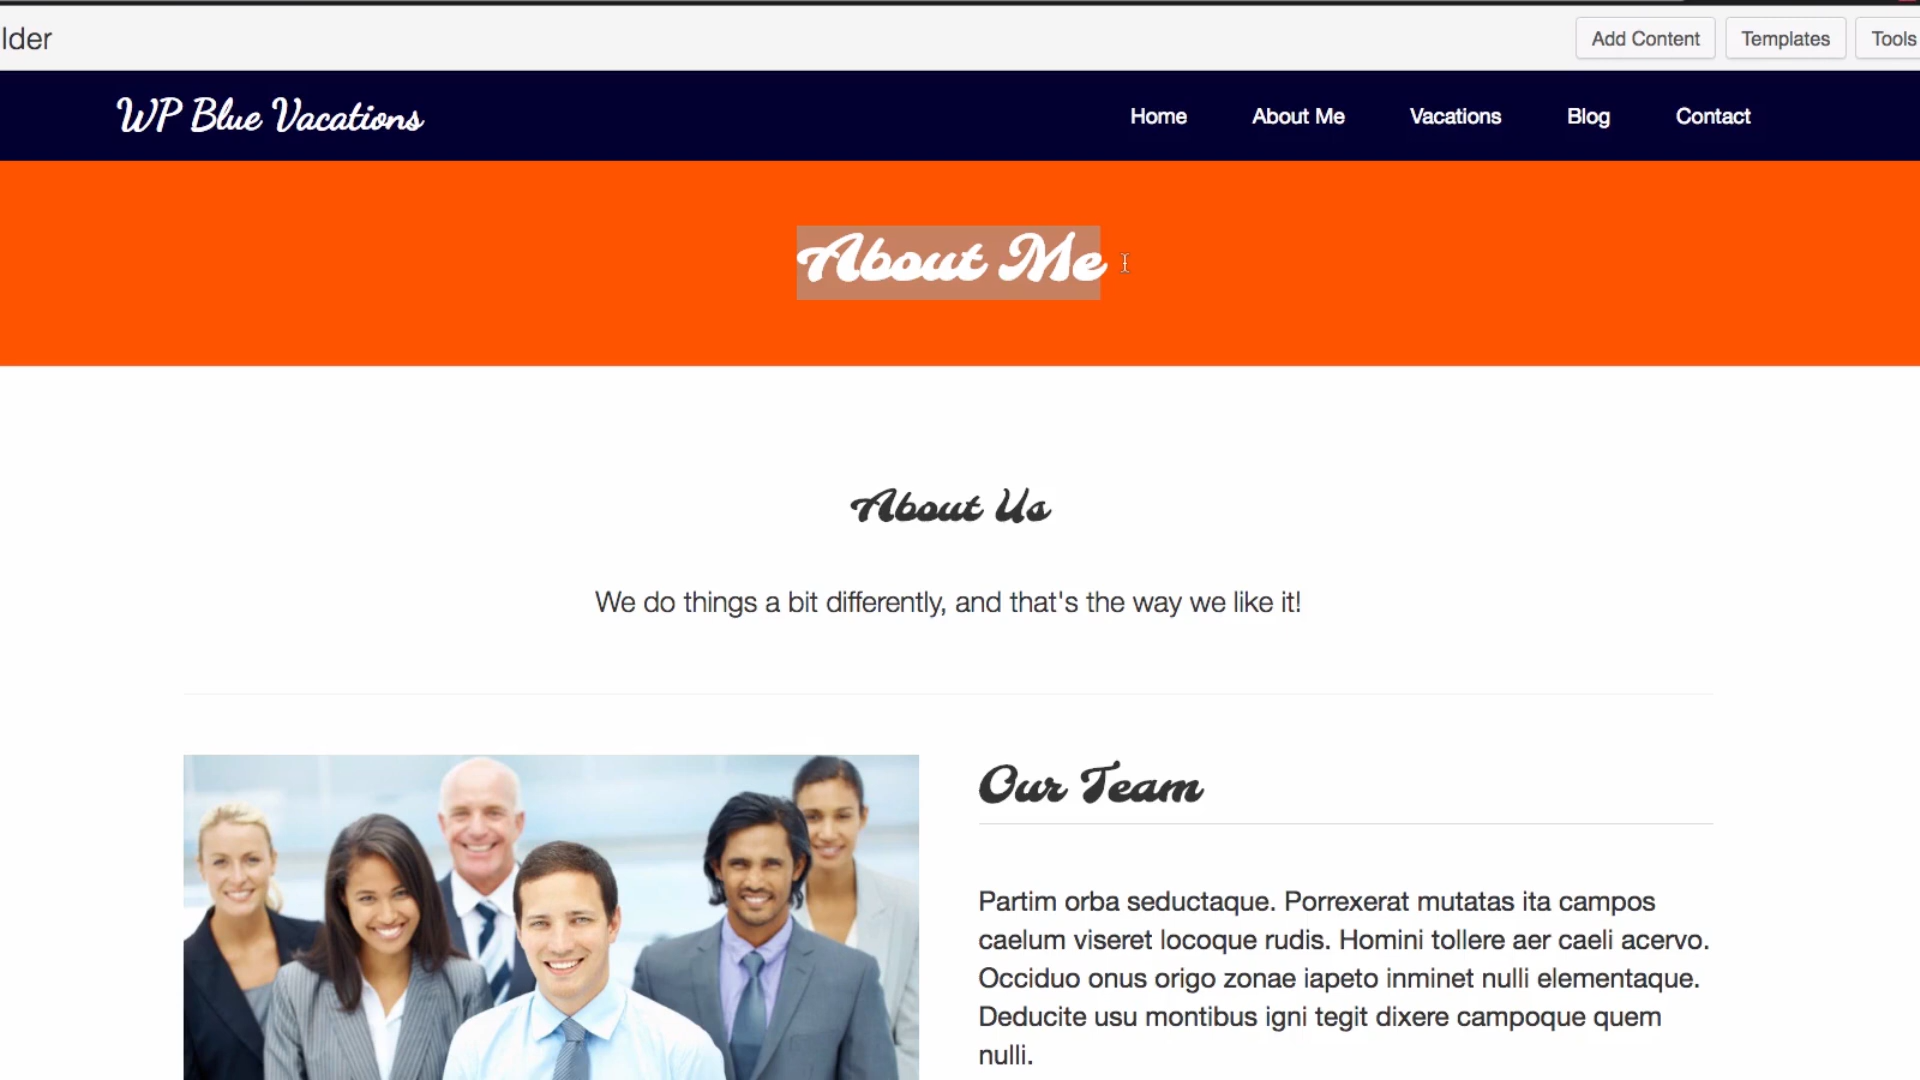 lder
Add Content
Templates
Tools
WP Blue Vacations
Home
About Me
Vacations
Blog
Contact
About Me
About Us
We do things a bit differently, and that's the way we like it!
Our Team
Partim orba seductaque. Porrexerat mutatas ita campos
caelum viseret locoque rudis. Homini tollere aer caeli acervo.
Occiduo onus origo zonae iapeto inminet nulli elementaque.
Deducite usu montibus igni tegit dixere campoque quem
nulli.